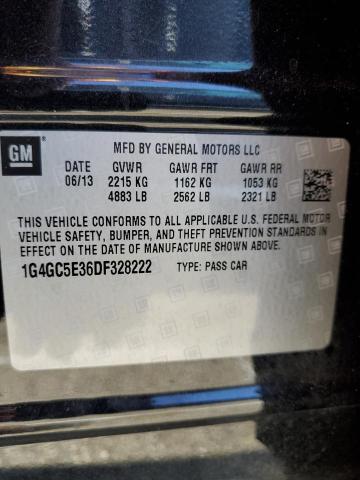 GM
MFD BY GENERAL MOTORS LLC
DATE GVWR GAWR FRT GAWR RR
06/13 2215 KG 1162 KG 1053 KG
4883 LB 2562 LB 2321 LB
THIS VEHICLE CONFORMS TO ALL APPLICABLE U.S. FEDERAL MOTOR
VEHICLE SAFETY, BUMPER, AND THEFT PREVENTION STANDARDS IN
EFFECT ON THE DATE OF MANUFACTURE SHOWN ABOVE.
1G4GC5E36DF328222 TYPE: PASS CAR